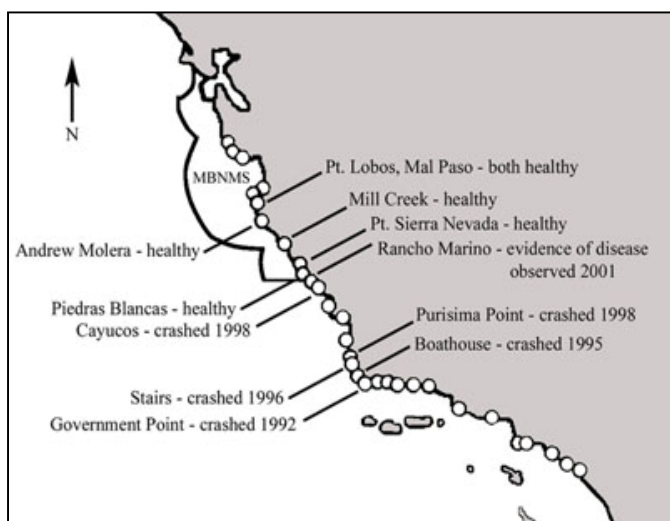 N
MBNMS
Pt. Lobos, Mal Paso - both healthy
Mill Creek - healthy
Pt. Sierra Nevada - healthy
Rancho Marino - evidence of disease
observed 2001
Andrew Molera - healthy
Piedras Blancas - healthy
Cayucos - crashed 1998
Purisima Point - crashed 1998
Boathouse - crashed 1995
Stairs - crashed 1996
Government Point - crashed 1992